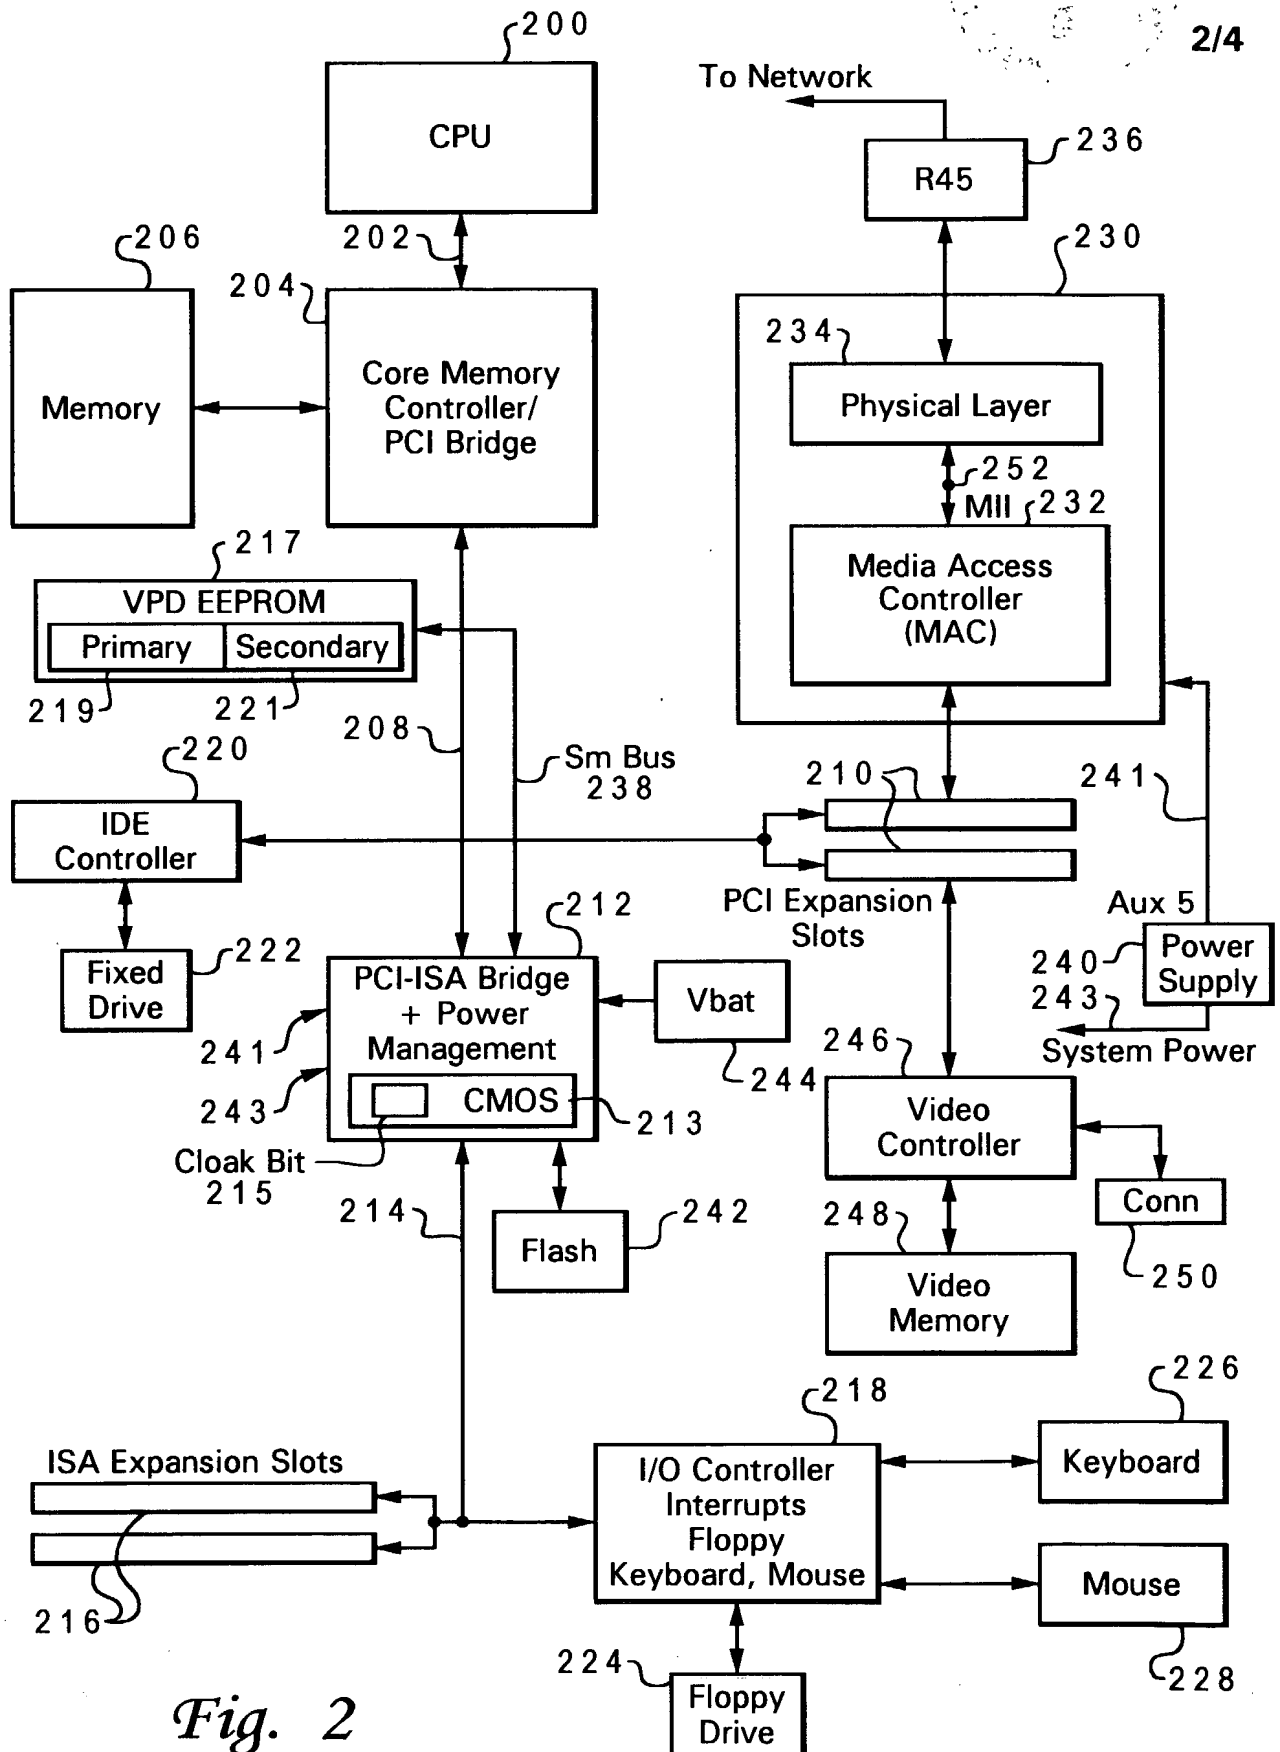 2/4
200
CPU
To Network
236
R45
202
206
204
230
Memory
Core Memory
Controller/
PCI Bridge
234
Physical Layer
252
MII
232
Media Access
Controller
(MAC)
217
VPD EEPROM
Primary
Secondary
219
221
208
Sm Bus
238
220
IDE
Controller
210
241
PCI Expansion
Slots
Aux 5
240
Power
Supply
243
System Power
222
Fixed
Drive
212
PCI-ISA Bridge
+ Power
Management
241
243
Vbat
244
CMOS
213
Cloak Bit
215
246
Video
Controller
Conn
250
214
Flash
242
248
Video
Memory
ISA Expansion Slots
216
218
I/O Controller
Interrupts
Floppy
Keyboard, Mouse
226
Keyboard
Mouse
228
224
Floppy
Drive
Fig. 2